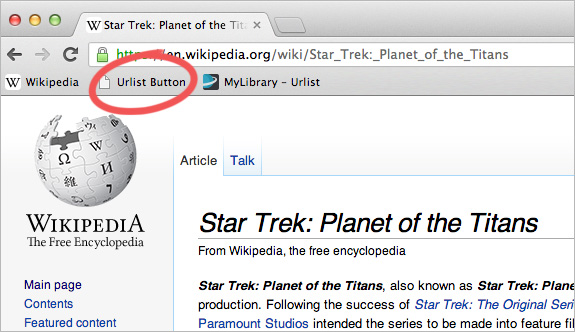 W Star Trek: Planet of the Tita
https://en.wikipedia.org/wiki/Star_Trek:_Planet_of_the_Titans
W Wikipedia Urlist Button MyLibrary – Urlist
Ω W И 維
WIKIPEDIA
The Free Encyclopedia
Article Talk
Star Trek: Planet of the Titans
From Wikipedia, the free encyclopedia
Main page
Contents
Featured content
Star Trek: Planet of the Titans, also known as Star Trek: Plane
production. Following the success of Star Trek: The Original Seri
Paramount Studios intended the series to be made into feature fil